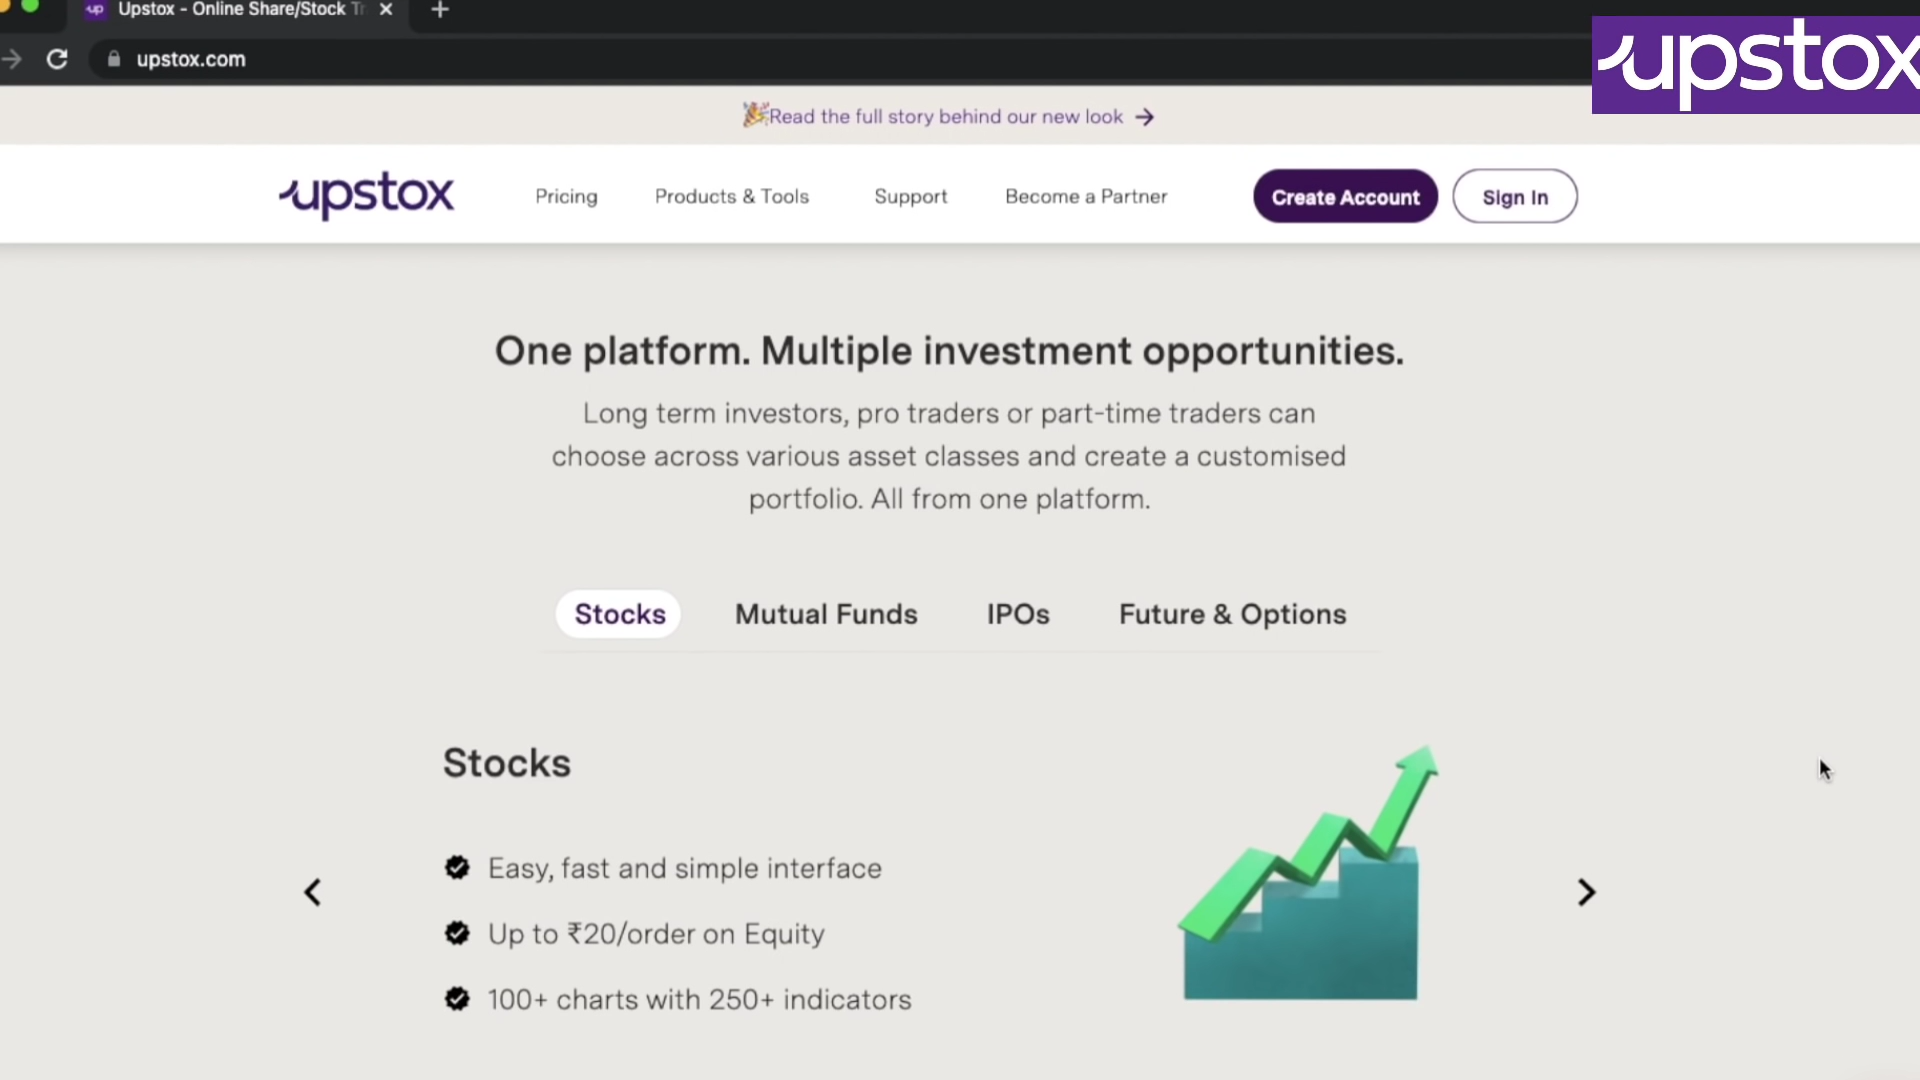 Upstox - Online Share/Stock Tr
upstox.com
upstox
Read the full story behind our new look
upstox
Pricing
Products & Tools
Support
Become a Partner
Create Account
Sign In
One platform. Multiple investment opportunities.
Long term investors, pro traders or part-time traders can
choose across various asset classes and create a customised
portfolio. All from one platform.
Stocks
Mutual Funds
IPOs
Future & Options
Stocks
Easy, fast and simple interface
Up to ₹20/order on Equity
100+ charts with 250+ indicators